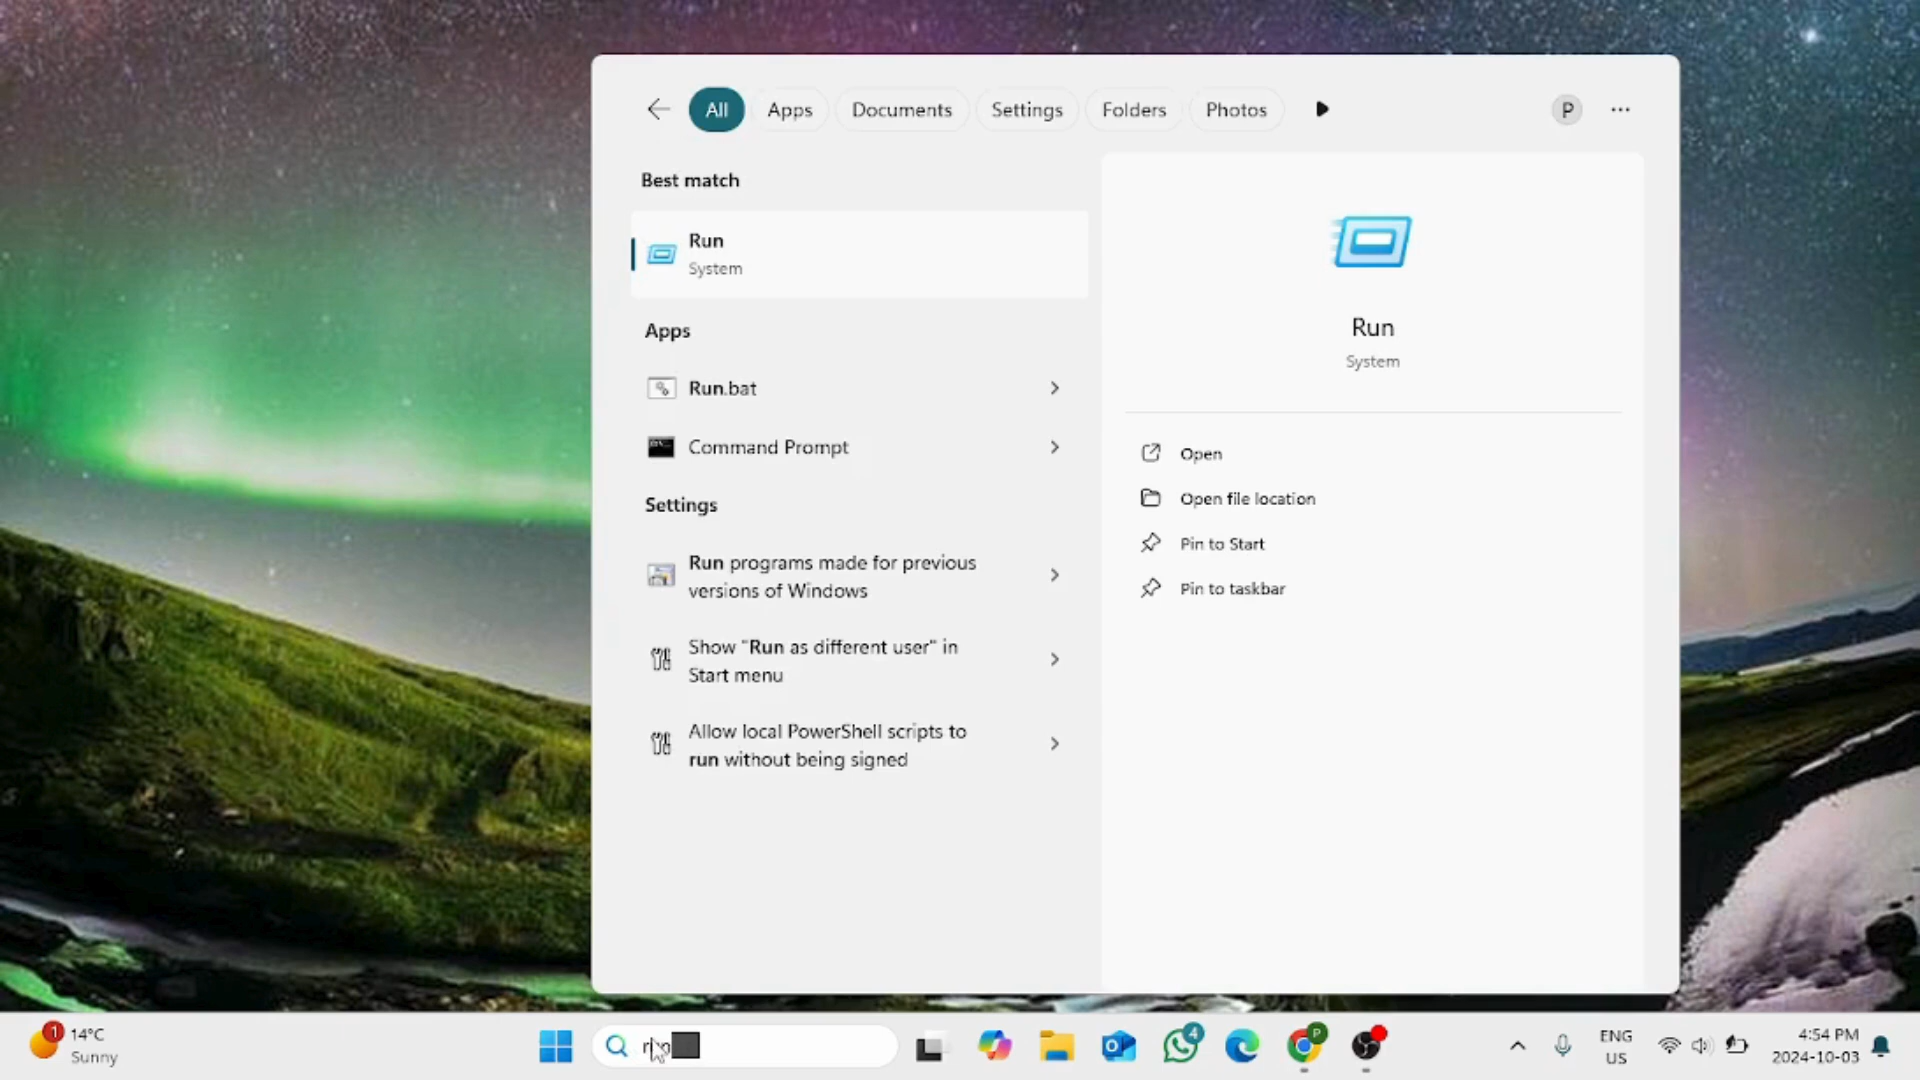 All
Apps
Documents
Settings
Folders
Photos
P
Best match
Run
System
Apps
Run.bat
Command Prompt
Settings
Run programs made for previous
versions of Windows
Show "Run as different user" in
Start menu
Allow local PowerShell scripts to
run without being signed
Run
System
Open
Open file location
Pin to Start
Pin to taskbar
1
14°C
Sunny
4
P
ENG
US
4:54 PM
2024-10-03